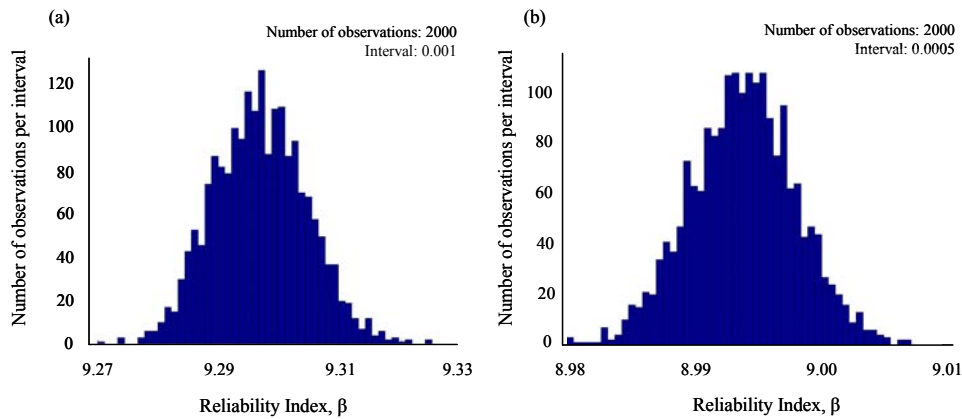 (a)
Number of observations: 2000
Interval: 0.001
Number of observations per interval
120
100
80
60
40
20
0
9.27 9.29 9.31 9.33
Reliability Index, β
(b)
Number of observations: 2000
Interval: 0.0005
Number of observations per interval
100
80
60
40
20
0
8.98 8.99 9.00 9.01
Reliability Index, β